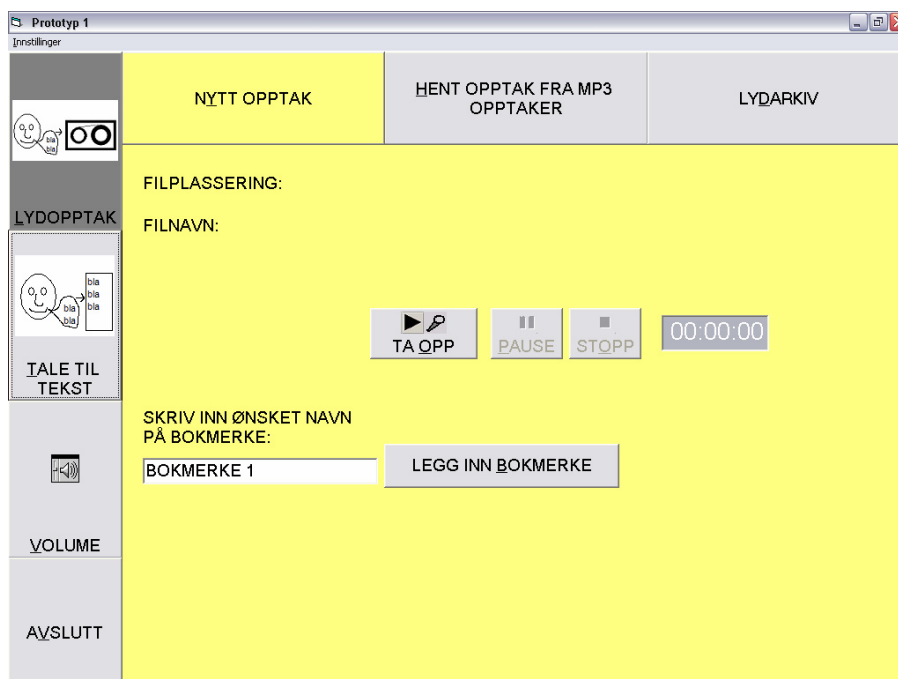 Prototyp 1
Innstillinger
NYTT OPPTAK
HENT OPPTAK FRA MP3
OPPTAKER
LYDARKIV
bla
bla
LYDOPPTAK
bla
bla
bla
bla
bla
TALE TIL
TEKST
VOLUME
AVSLUTT
FILPLASSERING:
FILNAVN:
TA OPP
PAUSE
STOPP
00:00:00
SKRIV INN ØNSKET NAVN
PÅ BOKMERKE:
BOKMERKE 1
LEGG INN BOKMERKE